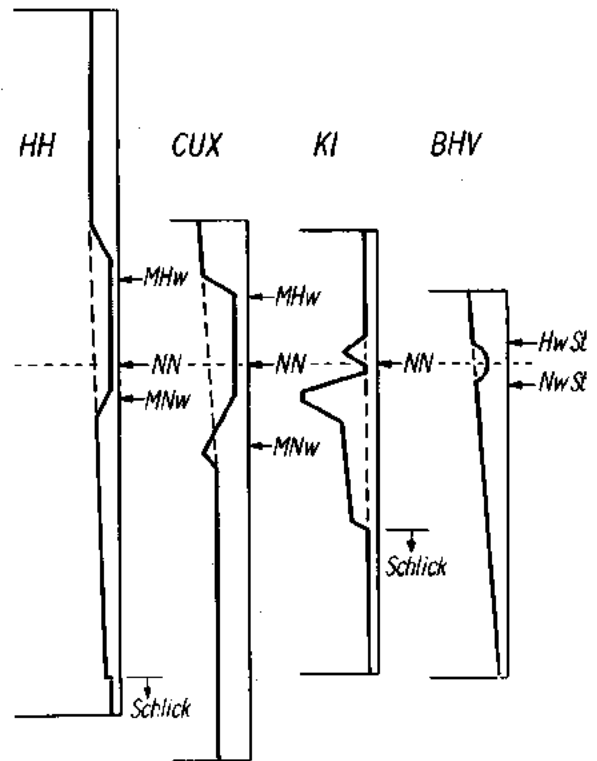 HH CUX KI BHV
MHw
MHw
HwSt
NN
NN
NN
NwSt
MNw
MNw
Schlick
Schlick